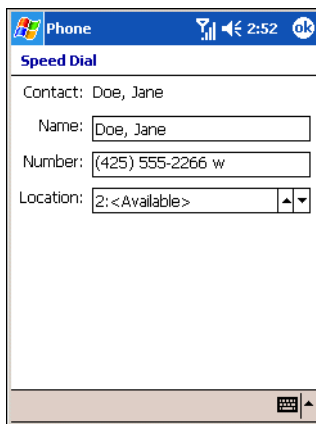 Phone 2:52 ok
Speed Dial
Contact: Doe, Jane
Name: Doe, Jane
Number: (425) 555-2266 w
Location: 2:<Available>